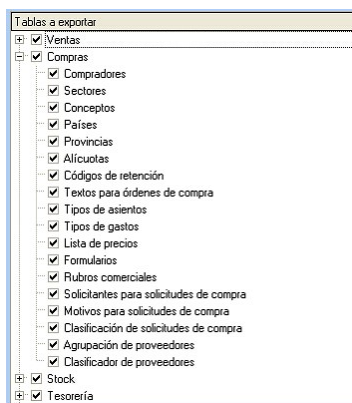 Tablas a exportar
Ventas
Compras
Compradores
Sectores
Conceptos
Países
Provincias
Alícuotas
Códigos de retención
Textos para órdenes de compra
Tipos de asientos
Tipos de gastos
Lista de precios
Formularios
Rubros comerciales
Solicitantes para solicitudes de compra
Motivos para solicitudes de compra
Clasificación de solicitudes de compra
Agrupación de proveedores
Clasificador de proveedores
Stock
Tesorería